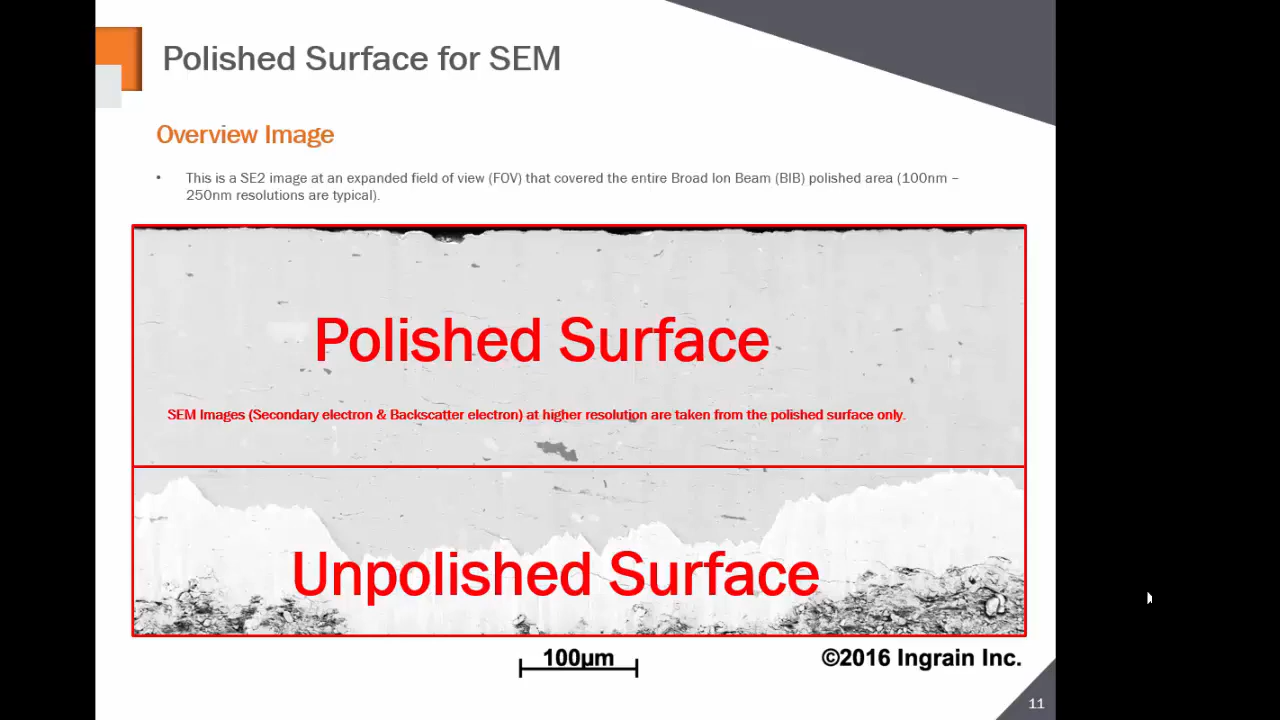 Polished Surface for SEM
Overview Image
• This is a SE2 image at an expanded field of view (FOV) that covered the entire Broad Ion Beam (BIB) polished area (100nm –
250nm resolutions are typical).
Polished Surface
SEM Images (Secondary electron & Backscatter electron) at higher resolution are taken from the polished surface only.
Unpolished Surface
100µm
©2016 Ingrain Inc.
11